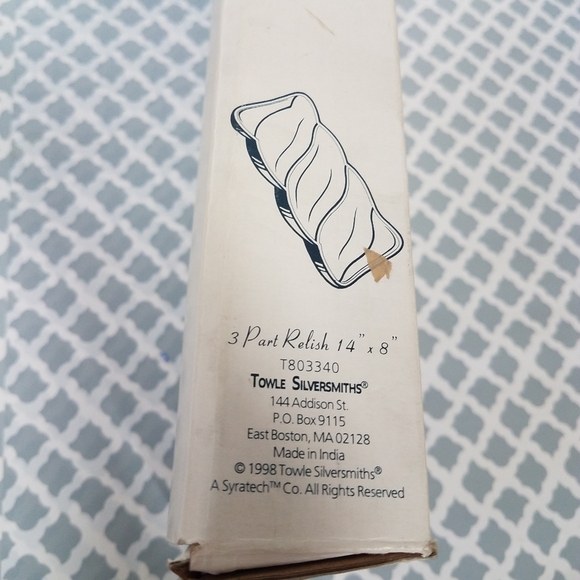 3 Part Relish 14" x 8"
T803340
Towle Silversmiths®
144 Addison St.
P.O. Box 9115
East Boston, MA 02128
Made in India
© 1998 Towle Silversmiths®
A Syratech™ Co. All Rights Reserved